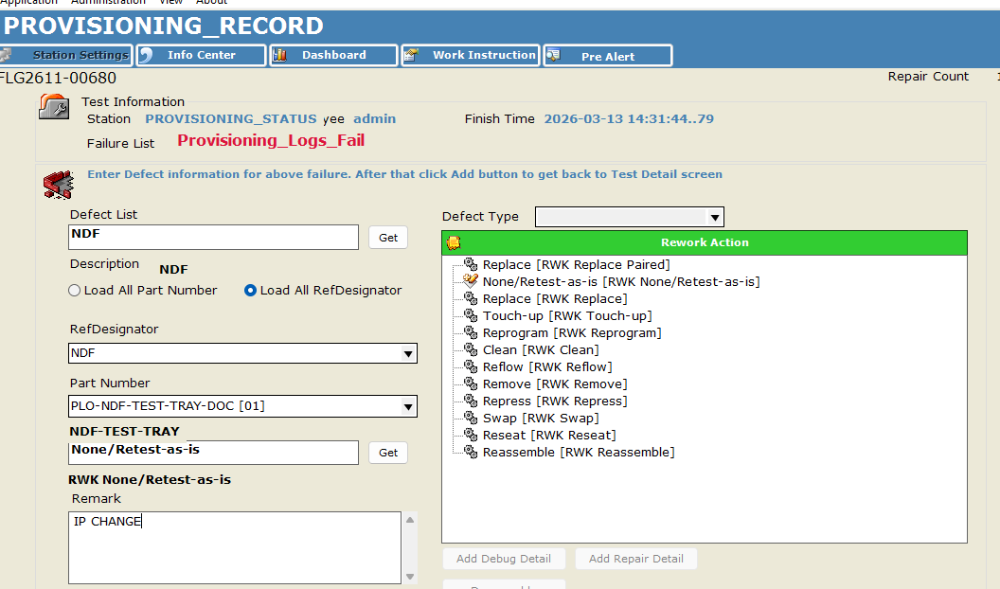 Application Administration View About
PROVISIONING_RECORD
Station Settings Info Center Dashboard Work Instruction Pre Alert
FLG2611-00680 Repair Count
Test Information
Station PROVISIONING_STATUS yee admin Finish Time 2026-03-13 14:31:44..79
Failure List Provisioning_Logs_Fail
Enter Defect information for above failure. After that click Add button to get back to Test Detail screen
Defect List
NDF
Get
Description NDF
Load All Part Number Load All RefDesignator
RefDesignator
NDF
Part Number
PLO-NDF-TEST-TRAY-DOC [01]
NDF-TEST-TRAY
None/Retest-as-is
Get
RWK None/Retest-as-is
Remark
IP CHANGE
Defect Type
Rework Action
Replace [RWK Replace Paired]
None/Retest-as-is [RWK None/Retest-as-is]
Replace [RWK Replace]
Touch-up [RWK Touch-up]
Reprogram [RWK Reprogram]
Clean [RWK Clean]
Reflow [RWK Reflow]
Remove [RWK Remove]
Repress [RWK Repress]
Swap [RWK Swap]
Reseat [RWK Reseat]
Reassemble [RWK Reassemble]
Add Debug Detail Add Repair Detail